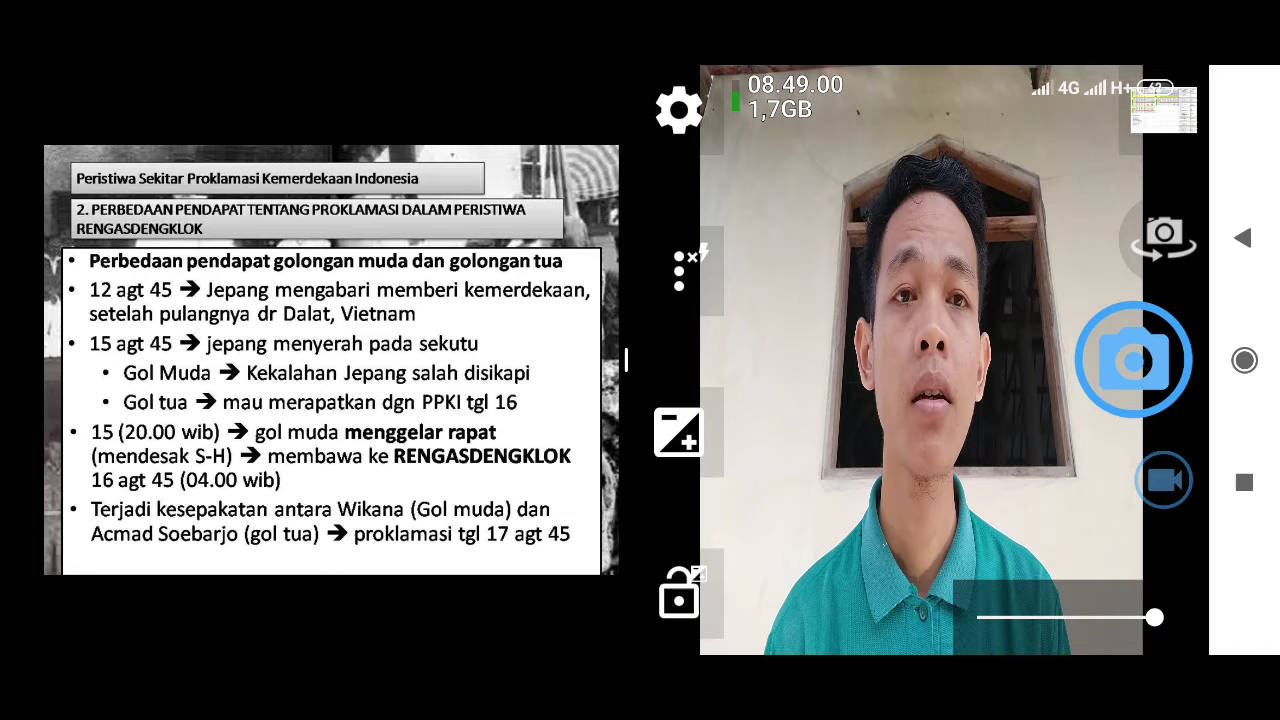 Peristiwa Sekitar Proklamasi Kemerdekaan Indonesia
2. PERBEDAAN PENDAPAT TENTANG PROKLAMASI DALAM PERISTIWA
RENGASDENGKLOK
• Perbedaan pendapat golongan muda dan golongan tua
• 12 agt 45 ➔ Jepang mengabari memberi kemerdekaan,
setelah pulangnya dr Dalat, Vietnam
• 15 agt 45 ➔ jepang menyerah pada sekutu
• Gol Muda ➔ Kekalahan Jepang salah disikapi
• Gol tua ➔ mau merapatkan dgn PPKI tgl 16
• 15 (20.00 wib) ➔ gol muda menggelar rapat
(mendesak S-H) ➔ membawa ke RENGASDENGKLOK
16 agt 45 (04.00 wib)
• Terjadi kesepakatan antara Wikana (Gol muda) dan
Acmad Soebarjo (gol tua) ➔ proklamasi tgl 17 agt 45
08.49.00
1,7GB
4G H+